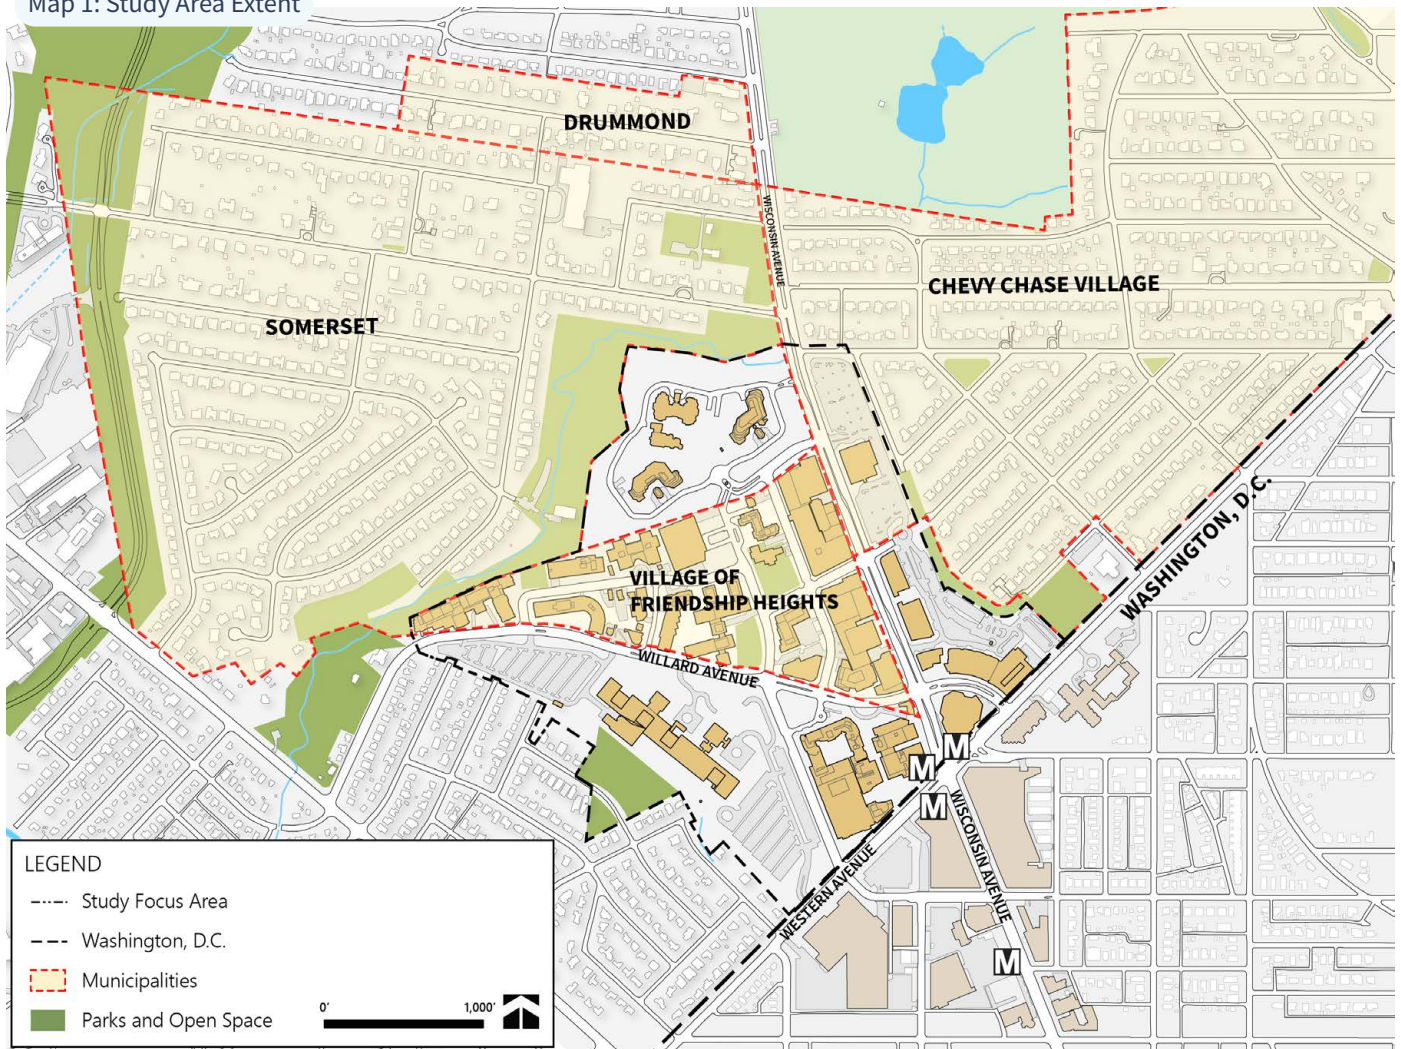 Map 1: Study Area Extent
DRUMMOND
WISCONSIN AVENUE
CHEVY CHASE VILLAGE
SOMERSET
WASHINGTON, D.C.
VILLAGE OF
FRIENDSHIP HEIGHTS
WILLARD AVENUE
M
M
M
WISCONSIN AVENUE
WESTERN AVENUE
M
LEGEND
Study Focus Area
Washington, D.C.
Municipalities
Parks and Open Space
0' 1,000'